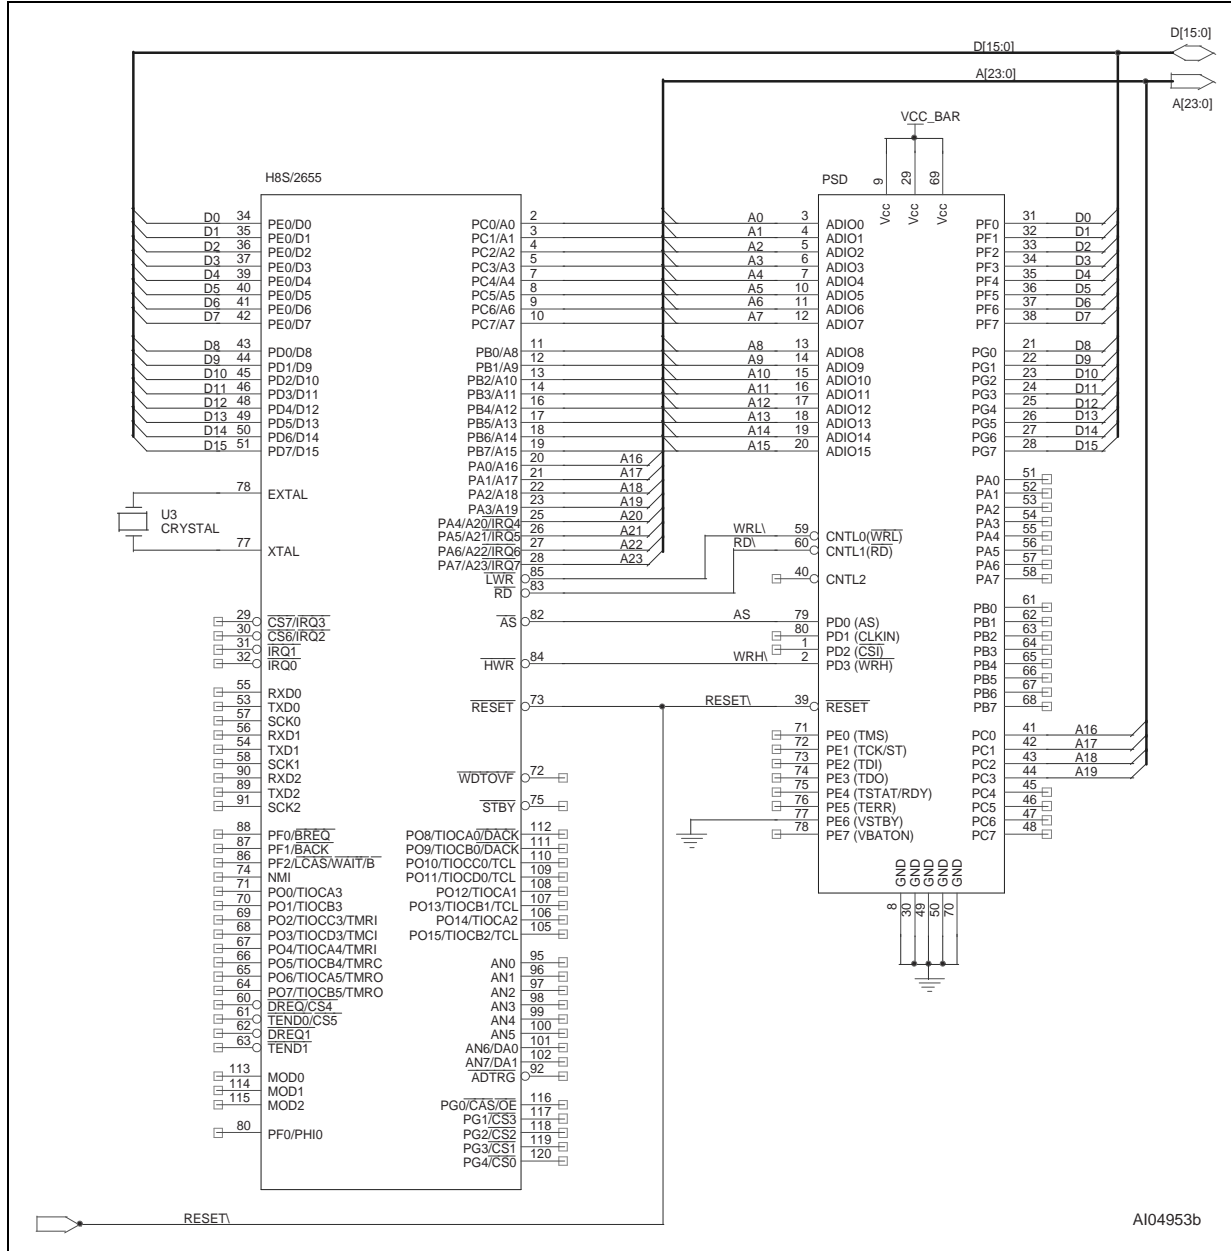 D[15:0]
D[15:0]
A[23:0]
A[23:0]
VCC_BAR
H8S/2655
PSD
9 29 69
Vcc Vcc Vcc
D0 34 PE0/D0 PC0/A0 2 A0 3 ADIO0 PF0 31 D0
D1 35 PE0/D1 PC1/A1 3 A1 4 ADIO1 PF1 32 D1
D2 36 PE0/D2 PC2/A2 4 A2 5 ADIO2 PF2 33 D2
D3 37 PE0/D3 PC3/A3 5 A3 6 ADIO3 PF3 34 D3
D4 39 PE0/D4 PC4/A4 7 A4 7 ADIO4 PF4 35 D4
D5 40 PE0/D5 PC5/A5 8 A5 10 ADIO5 PF5 36 D5
D6 41 PE0/D6 PC6/A6 9 A6 11 ADIO6 PF6 37 D6
D7 42 PE0/D7 PC7/A7 10 A7 12 ADIO7 PF7 38 D7
D8 43 PD0/D8 PB0/A8 11 A8 13 ADIO8 PG0 21 D8
D9 44 PD1/D9 PB1/A9 12 A9 14 ADIO9 PG1 22 D9
D10 45 PD2/D10 PB2/A10 13 A10 15 ADIO10 PG2 23 D10
D11 46 PD3/D11 PB3/A11 14 A11 16 ADIO11 PG3 24 D11
D12 48 PD4/D12 PB4/A12 16 A12 17 ADIO12 PG4 25 D12
D13 49 PD5/D13 PB5/A13 17 A13 18 ADIO13 PG5 26 D13
D14 50 PD6/D14 PB6/A14 18 A14 19 ADIO14 PG6 27 D14
D15 51 PD7/D15 PB7/A15 19 A15 20 ADIO15 PG7 28 D15
PA0/A16 20 A16
PA1/A17 21 A17 PA0 51
78 EXTAL PA2/A18 22 A18 PA1 52
PA3/A19 23 A19 PA2 53
U3 PA4/A20/IRQ4 25 A20 PA3 54
CRYSTAL PA5/A21/IRQ5 26 A21 WRL\ 59 CNTL0(WRL) PA4 55
77 XTAL PA6/A22/IRQ6 27 A22 RD\ 60 CNTL1(RD) PA5 56
PA7/A23/IRQ7 28 A23 PA6 57
LWR 85 40 CNTL2 PA7 58
RD 83
PB0 61
29 CS7/IRQ3 AS 82 AS 79 PD0 (AS) PB1 62
30 CS6/IRQ2 80 PD1 (CLKIN) PB2 63
31 IRQ1 1 PD2 (CSI) PB3 64
32 IRQ0 HWR 84 WRH\ 2 PD3 (WRH) PB4 65
PB5 66
55 RXD0 PB6 67
53 TXD0 RESET 73 RESET\ 39 RESET PB7 68
57 SCK0
56 RXD1 71 PE0 (TMS) PC0 41 A16
54 TXD1 72 PE1 (TCK/ST) PC1 42 A17
58 SCK1 73 PE2 (TDI) PC2 43 A18
90 RXD2 WDTOVF 72 74 PE3 (TDO) PC3 44 A19
89 TXD2 75 PE4 (TSTAT/RDY) PC4 45
91 SCK2 STBY 75 76 PE5 (TERR) PC5 46
77 PE6 (VSTBY) PC6 47
88 PF0/BREQ PO8/TIOCA0/DACK 112 78 PE7 (VBATON) PC7 48
87 PF1/BACK PO9/TIOCB0/DACK 111
86 PF2/LCAS/WAIT/B PO10/TIOCC0/TCL 110
74 NMI PO11/TIOCD0/TCL 109
71 PO0/TIOCA3 PO12/TIOCA1 108
70 PO1/TIOCB3 PO13/TIOCB1/TCL 107
69 PO2/TIOCC3/TMRI PO14/TIOCA2 106
68 PO3/TIOCD3/TMCI PO15/TIOCB2/TCL 105
GND GND GND GND GND
8 30 49 50 70
67 PO4/TIOCA4/TMRI
66 PO5/TIOCB4/TMRC AN0 95
65 PO6/TIOCA5/TMRO AN1 96
64 PO7/TIOCB5/TMRO AN2 97
60 DREQ/CS4 AN3 98
61 TEND0/CS5 AN4 99
62 DREQ1 AN5 100
63 TEND1 AN6/DA0 101
AN7/DA1 102
113 MOD0 ADTRG 92
114 MOD1
115 MOD2 PG0/CAS/OE 116
PG1/CS3 117
80 PF0/PHI0 PG2/CS2 118
PG3/CS1 119
PG4/CS0 120
RESET\
AI04953b